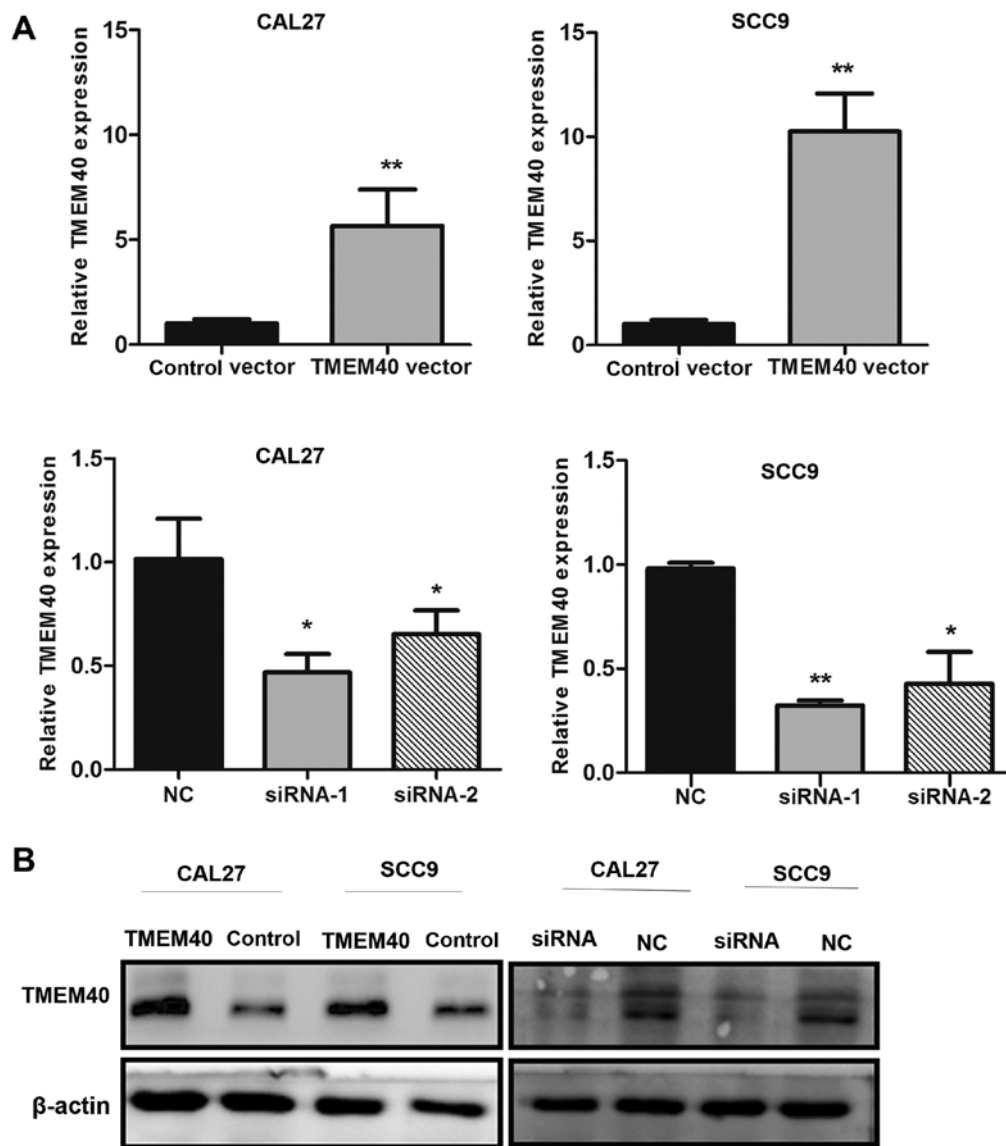 A
CAL27
SCC9
Relative TMEM40 expression
15
10
5
0
**
Control vector
TMEM40 vector
Relative TMEM40 expression
15
10
5
0
**
Control vector
TMEM40 vector
CAL27
SCC9
Relative TMEM40 expression
1.5
1.0
0.5
0.0
*
*
NC
siRNA-1
siRNA-2
Relative TMEM40 expression
1.5
1.0
0.5
0.0
**
*
NC
siRNA-1
siRNA-2
B
CAL27 SCC9 CAL27 SCC9
TMEM40 Control TMEM40 Control siRNA NC siRNA NC
TMEM40
β-actin